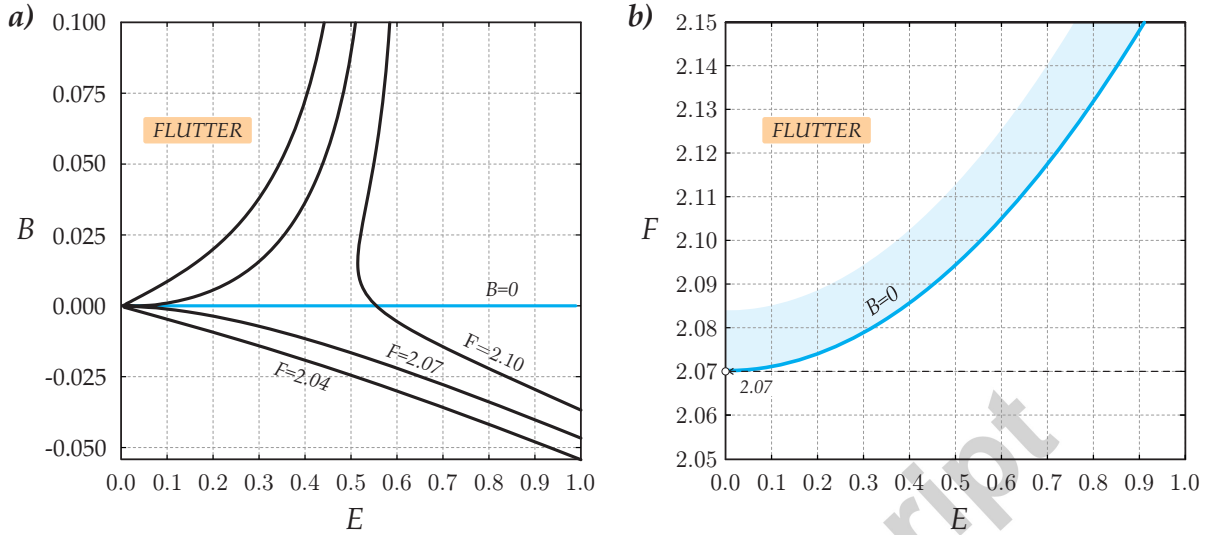 a)
0.100
0.075
0.050
0.025
0.000
-0.025
-0.050
B
FLUTTER
B=0
F=2.10
F=2.07
F=2.04
0.0 0.1 0.2 0.3 0.4 0.5 0.6 0.7 0.8 0.9 1.0
E
b)
2.15
2.14
2.13
2.12
2.11
2.10
2.09
2.08
2.07
2.06
2.05
F
FLUTTER
B=0
2.07
0.0 0.1 0.2 0.3 0.4 0.5 0.6 0.7 0.8 0.9 1.0
E
ript